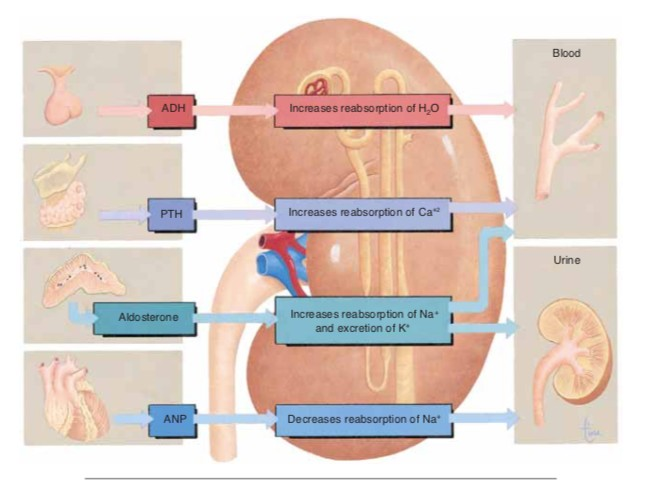 Blood
ADH
Increases reabsorption of H₂O
PTH
Increases reabsorption of Ca⁺²
Urine
Aldosterone
Increases reabsorption of Na⁺
and excretion of K⁺
ANP
Decreases reabsorption of Na⁺